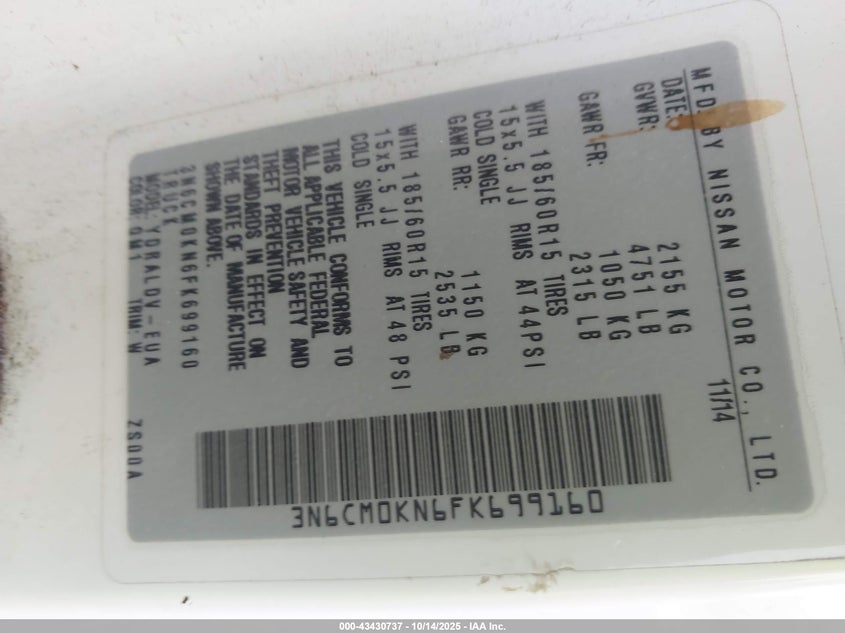 MFD BY NISSAN MOTOR CO., LTD.
DATE: 11/14
GVWR: 2155 KG
4751 LB
GAWR FR: 1050 KG
2315 LB
WITH 185/60R15 TIRES
15x5.5 JJ RIMS AT 44PSI
COLD SINGLE
GAWR RR: 1150 KG
2535 LB
WITH 185/60R15 TIRES
15x5.5 JJ RIMS AT 48 PSI
COLD SINGLE
THIS VEHICLE CONFORMS TO
ALL APPLICABLE FEDERAL
MOTOR VEHICLE SAFETY AND
THEFT PREVENTION
STANDARDS IN EFFECT ON
THE DATE OF MANUFACTURE
SHOWN ABOVE.
3N6CM0KN6FK699160
TRUCK
MODEL: YDRALDV-EUA
COLOR: QM1 TRIM: W ZS00A
3N6CM0KN6FK699160
000-43430737 - 10/14/2025 - IAA Inc.